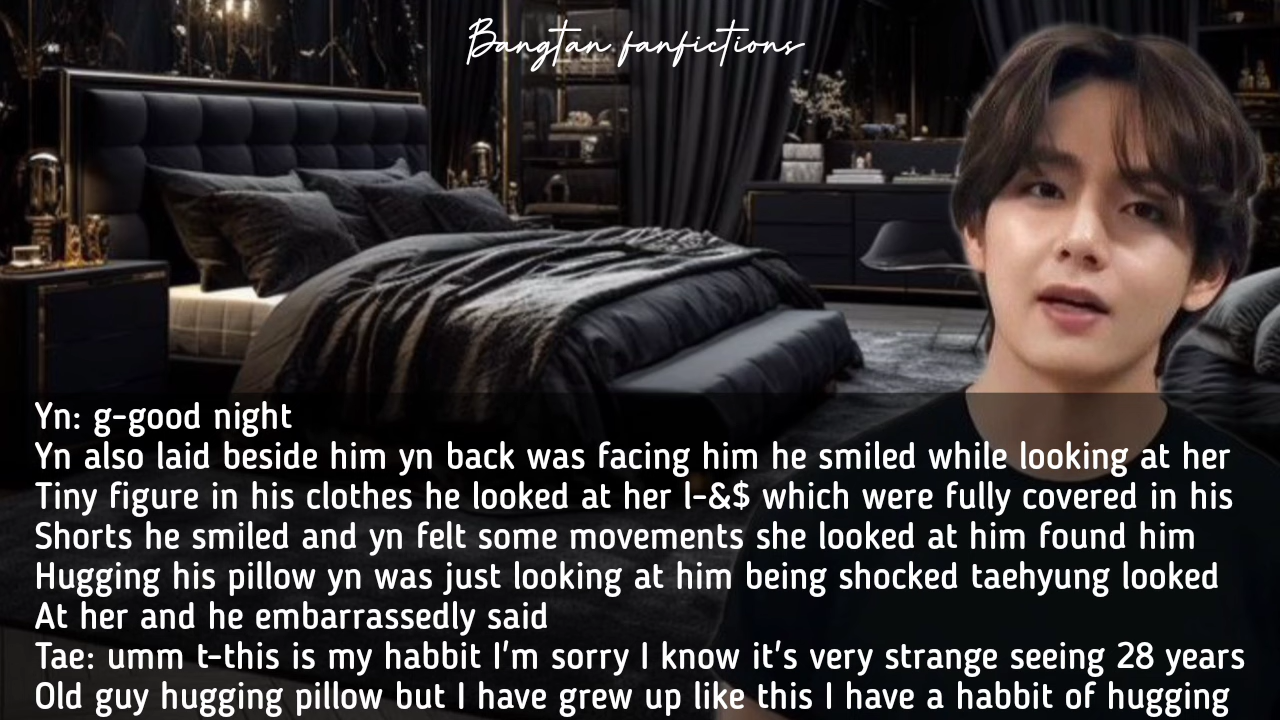 Bangtan fanfictions
Yn: g-good night
Yn also laid beside him yn back was facing him he smiled while looking at her
Tiny figure in his clothes he looked at her l-&$ which were fully covered in his
Shorts he smiled and yn felt some movements she looked at him found him
Hugging his pillow yn was just looking at him being shocked taehyung looked
At her and he embarrassedly said
Tae: umm t-this is my habbit I'm sorry I know it's very strange seeing 28 years
Old guy hugging pillow but I have grew up like this I have a habbit of hugging